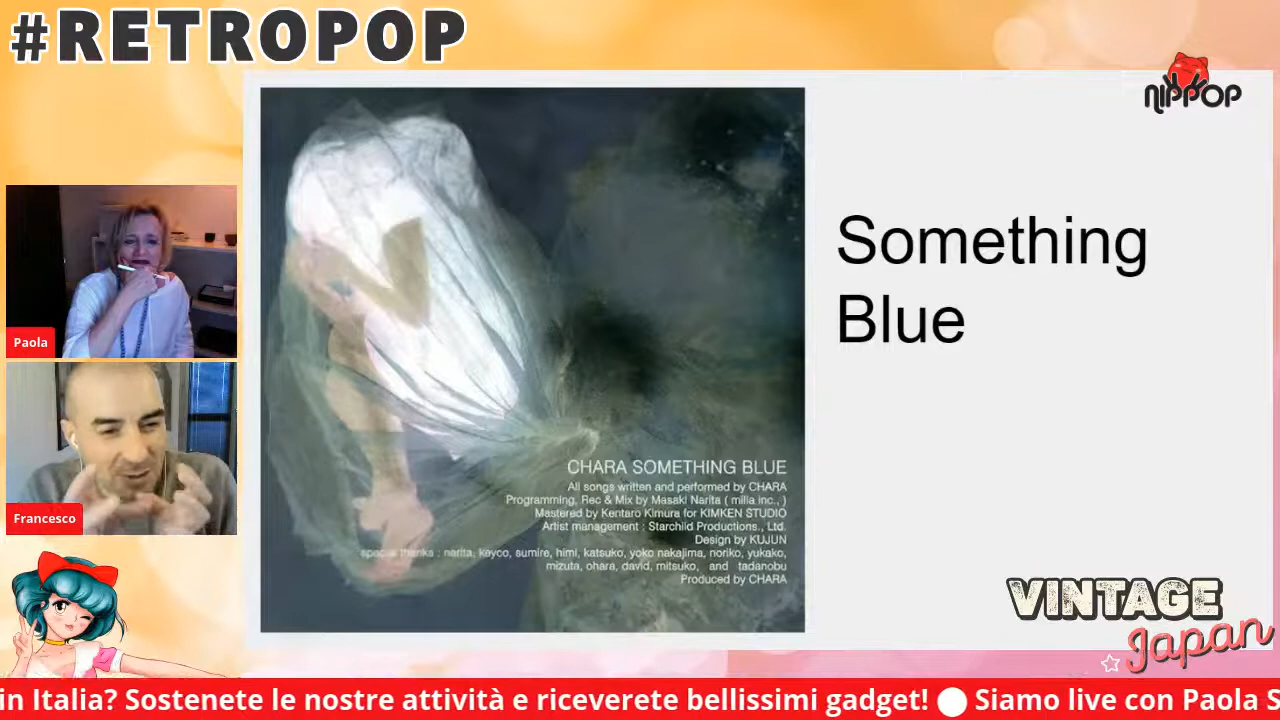 #RETROPOP
NIPPOP
Something
Blue
CHARA SOMETHING BLUE
All songs written and performed by CHARA
Programming, Rec & Mix by Masaki Narita ( milla inc., )
Mastered by Kentaro Kimura for KIMKEN STUDIO
Artist management : Starchild Productions., Ltd.
Design by KUJUN
special thanks : narita, keyco, sumire, himi, katsuko, yoko nakajima, noriko, yukako,
mizuta, ohara, david, mitsuko, and tadanobu
Produced by CHARA
Paola
Francesco
VINTAGE
Japan
in Italia? Sostenete le nostre attività e riceverete bellissimi gadget! ● Siamo live con Paola S